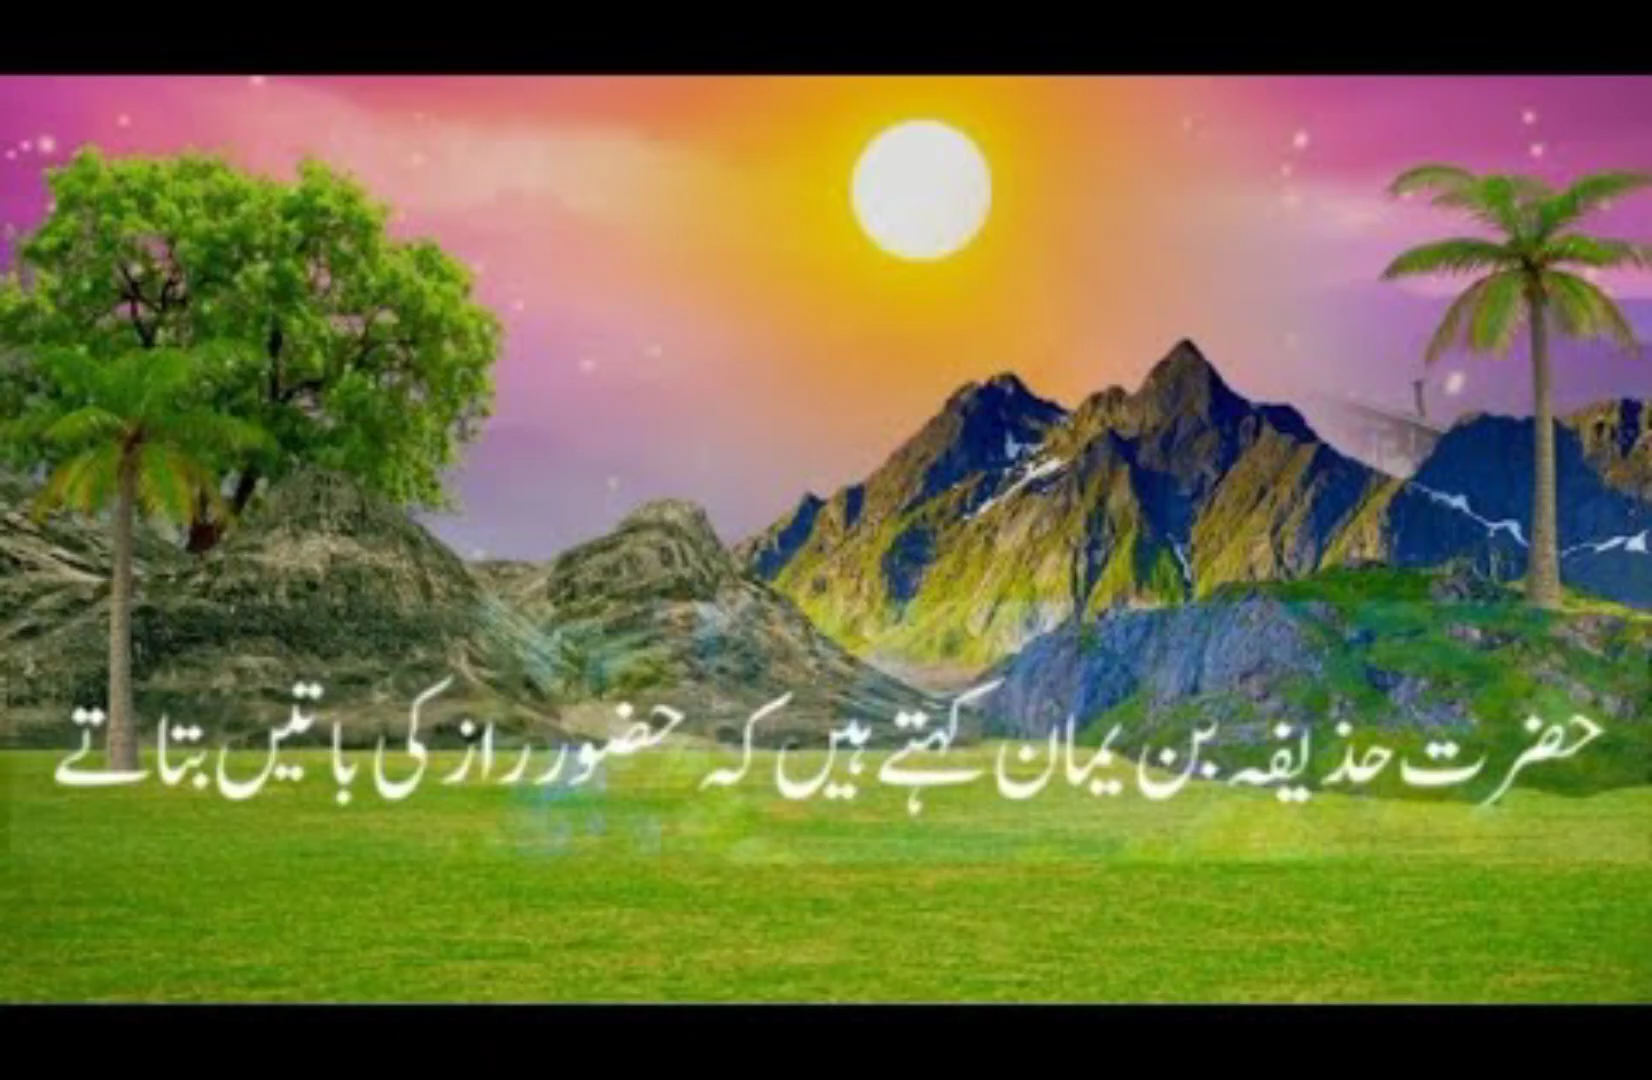 حضرت حذیفہ بن یمان کہتے ہیں کہ حضور راز کی باتیں بتاتے